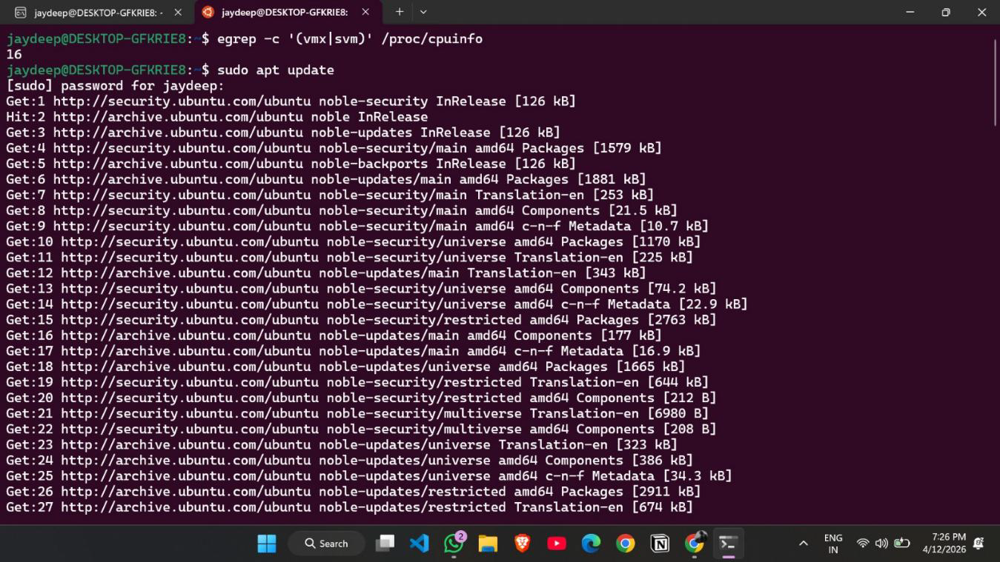 jaydeep@DESKTOP-GFKRIE8: ~
jaydeep@DESKTOP-GFKRIE8:
jaydeep@DESKTOP-GFKRIE8:~$ egrep -c '(vmx|svm)' /proc/cpuinfo
16
jaydeep@DESKTOP-GFKRIE8:~$ sudo apt update
[sudo] password for jaydeep:
Get:1 http://security.ubuntu.com/ubuntu noble-security InRelease [126 kB]
Hit:2 http://archive.ubuntu.com/ubuntu noble InRelease
Get:3 http://archive.ubuntu.com/ubuntu noble-updates InRelease [126 kB]
Get:4 http://security.ubuntu.com/ubuntu noble-security/main amd64 Packages [1579 kB]
Get:5 http://archive.ubuntu.com/ubuntu noble-backports InRelease [126 kB]
Get:6 http://archive.ubuntu.com/ubuntu noble-updates/main amd64 Packages [1881 kB]
Get:7 http://security.ubuntu.com/ubuntu noble-security/main Translation-en [253 kB]
Get:8 http://security.ubuntu.com/ubuntu noble-security/main amd64 Components [21.5 kB]
Get:9 http://security.ubuntu.com/ubuntu noble-security/main amd64 c-n-f Metadata [10.7 kB]
Get:10 http://security.ubuntu.com/ubuntu noble-security/universe amd64 Packages [1170 kB]
Get:11 http://security.ubuntu.com/ubuntu noble-security/universe Translation-en [225 kB]
Get:12 http://archive.ubuntu.com/ubuntu noble-updates/main Translation-en [343 kB]
Get:13 http://security.ubuntu.com/ubuntu noble-security/universe amd64 Components [74.2 kB]
Get:14 http://security.ubuntu.com/ubuntu noble-security/universe amd64 c-n-f Metadata [22.9 kB]
Get:15 http://security.ubuntu.com/ubuntu noble-security/restricted amd64 Packages [2763 kB]
Get:16 http://archive.ubuntu.com/ubuntu noble-updates/main amd64 Components [177 kB]
Get:17 http://archive.ubuntu.com/ubuntu noble-updates/main amd64 c-n-f Metadata [16.9 kB]
Get:18 http://archive.ubuntu.com/ubuntu noble-updates/universe amd64 Packages [1665 kB]
Get:19 http://security.ubuntu.com/ubuntu noble-security/restricted Translation-en [644 kB]
Get:20 http://security.ubuntu.com/ubuntu noble-security/restricted amd64 Components [212 B]
Get:21 http://security.ubuntu.com/ubuntu noble-security/multiverse Translation-en [6980 B]
Get:22 http://security.ubuntu.com/ubuntu noble-security/multiverse amd64 Components [208 B]
Get:23 http://archive.ubuntu.com/ubuntu noble-updates/universe Translation-en [323 kB]
Get:24 http://archive.ubuntu.com/ubuntu noble-updates/universe amd64 Components [386 kB]
Get:25 http://archive.ubuntu.com/ubuntu noble-updates/universe amd64 c-n-f Metadata [34.3 kB]
Get:26 http://archive.ubuntu.com/ubuntu noble-updates/restricted amd64 Packages [2911 kB]
Get:27 http://archive.ubuntu.com/ubuntu noble-updates/restricted Translation-en [674 kB]
Search
2
ENG
IN
7:26 PM
4/12/2026